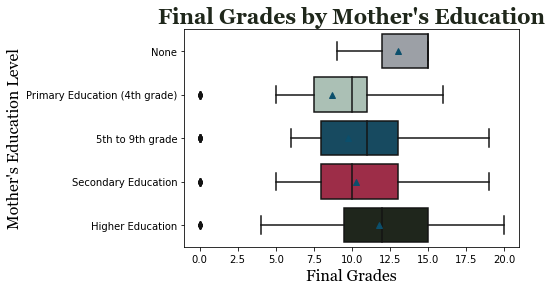 Final Grades by Mother's Education
Mother's Education Level
None
Primary Education (4th grade)
5th to 9th grade
Secondary Education
Higher Education
0.0 2.5 5.0 7.5 10.0 12.5 15.0 17.5 20.0
Final Grades